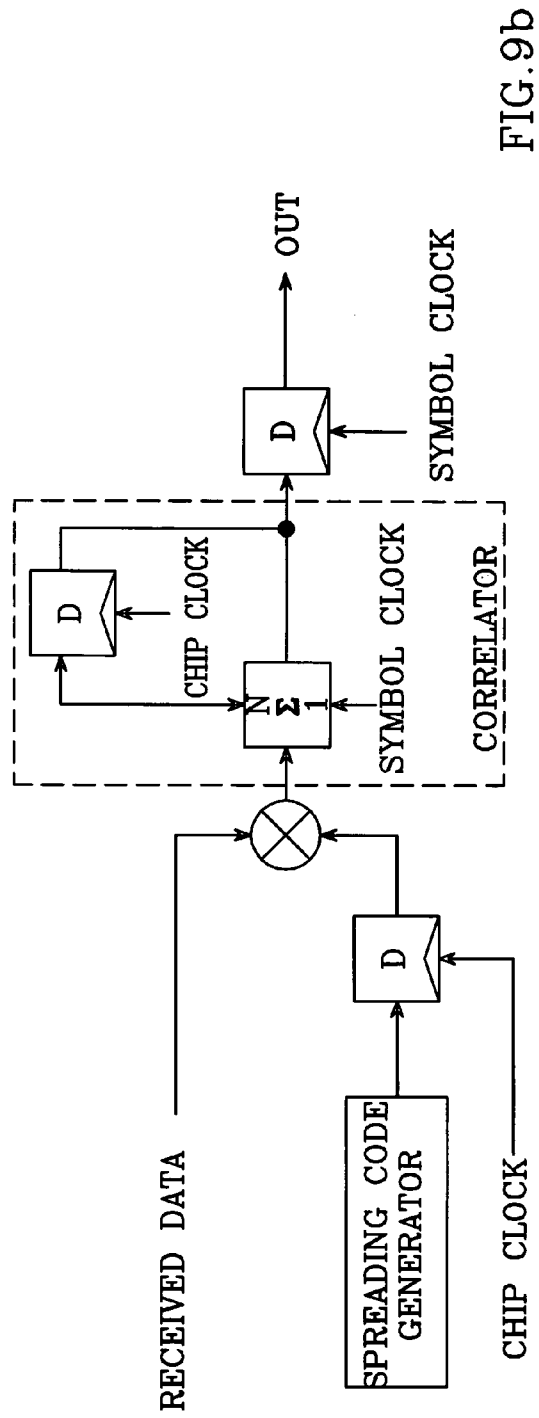 RECEIVED DATA
SPREADING CODE
GENERATOR
CHIP CLOCK
D
N
Σ
1
D
CHIP CLOCK
SYMBOL CLOCK
CORRELATOR
D
SYMBOL CLOCK
OUT
FIG.9b